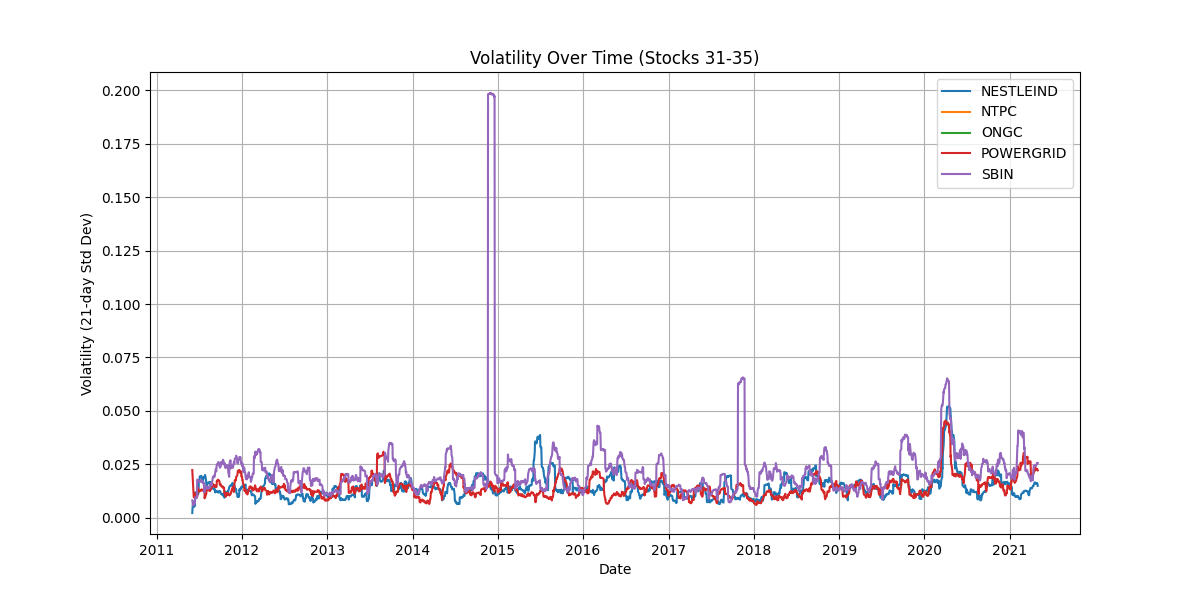 Volatility Over Time (Stocks 31-35)
Volatility (21-day Std Dev)
0.200
0.175
0.150
0.125
0.100
0.075
0.050
0.025
0.000
NESTLEIND
NTPC
ONGC
POWERGRID
SBIN
2011 2012 2013 2014 2015 2016 2017 2018 2019 2020 2021
Date